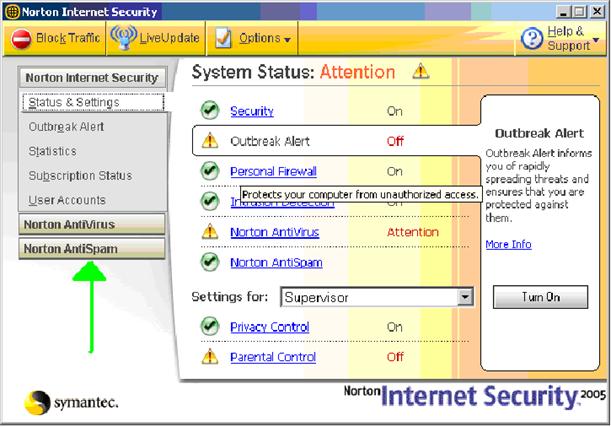 Norton Internet Security
Block Traffic LiveUpdate Options Help & Support
Norton Internet Security
Status & Settings
Outbreak Alert
Statistics
Subscription Status
User Accounts
Norton AntiVirus
Norton AntiSpam
System Status: Attention
Security On
Outbreak Alert Off
Personal Firewall On
Protects your computer from unauthorized access.
Intrusion Detection On
Norton AntiVirus Attention
Norton AntiSpam
Settings for: Supervisor
Privacy Control On
Parental Control Off
Outbreak Alert
Outbreak Alert informs
you of rapidly
spreading threats and
ensures that you are
protected against
them.
More Info
Turn On
symantec.
Norton Internet Security 2005